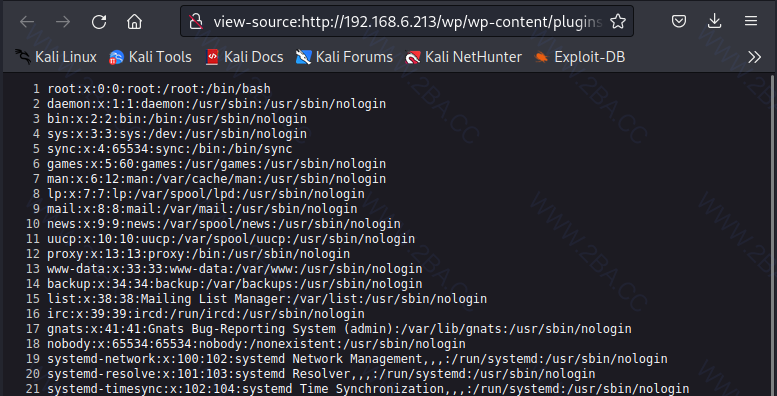 view-source:http://192.168.6.213/wp/wp-content/plugins
Kali Linux Kali Tools Kali Docs Kali Forums Kali NetHunter Exploit-DB
1 root:x:0:0:root:/root:/bin/bash
2 daemon:x:1:1:daemon:/usr/sbin:/usr/sbin/nologin
3 bin:x:2:2:bin:/bin:/usr/sbin/nologin
4 sys:x:3:3:sys:/dev:/usr/sbin/nologin
5 sync:x:4:65534:sync:/bin:/bin/sync
6 games:x:5:60:games:/usr/games:/usr/sbin/nologin
7 man:x:6:12:man:/var/cache/man:/usr/sbin/nologin
8 lp:x:7:7:lp:/var/spool/lpd:/usr/sbin/nologin
9 mail:x:8:8:mail:/var/mail:/usr/sbin/nologin
10 news:x:9:9:news:/var/spool/news:/usr/sbin/nologin
11 uucp:x:10:10:uucp:/var/spool/uucp:/usr/sbin/nologin
12 proxy:x:13:13:proxy:/bin:/usr/sbin/nologin
13 www-data:x:33:33:www-data:/var/www:/usr/sbin/nologin
14 backup:x:34:34:backup:/var/backups:/usr/sbin/nologin
15 list:x:38:38:Mailing List Manager:/var/list:/usr/sbin/nologin
16 irc:x:39:39:ircd:/run/ircd:/usr/sbin/nologin
17 gnats:x:41:41:Gnats Bug-Reporting System (admin):/var/lib/gnats:/usr/sbin/nologin
18 nobody:x:65534:65534:nobody:/nonexistent:/usr/sbin/nologin
19 systemd-network:x:100:102:systemd Network Management,,,:/run/systemd:/usr/sbin/nologin
20 systemd-resolve:x:101:103:systemd Resolver,,,:/run/systemd:/usr/sbin/nologin
21 systemd-timesync:x:102:104:systemd Time Synchronization,,,:/run/systemd:/usr/sbin/nologin
WWW.2BA.CC